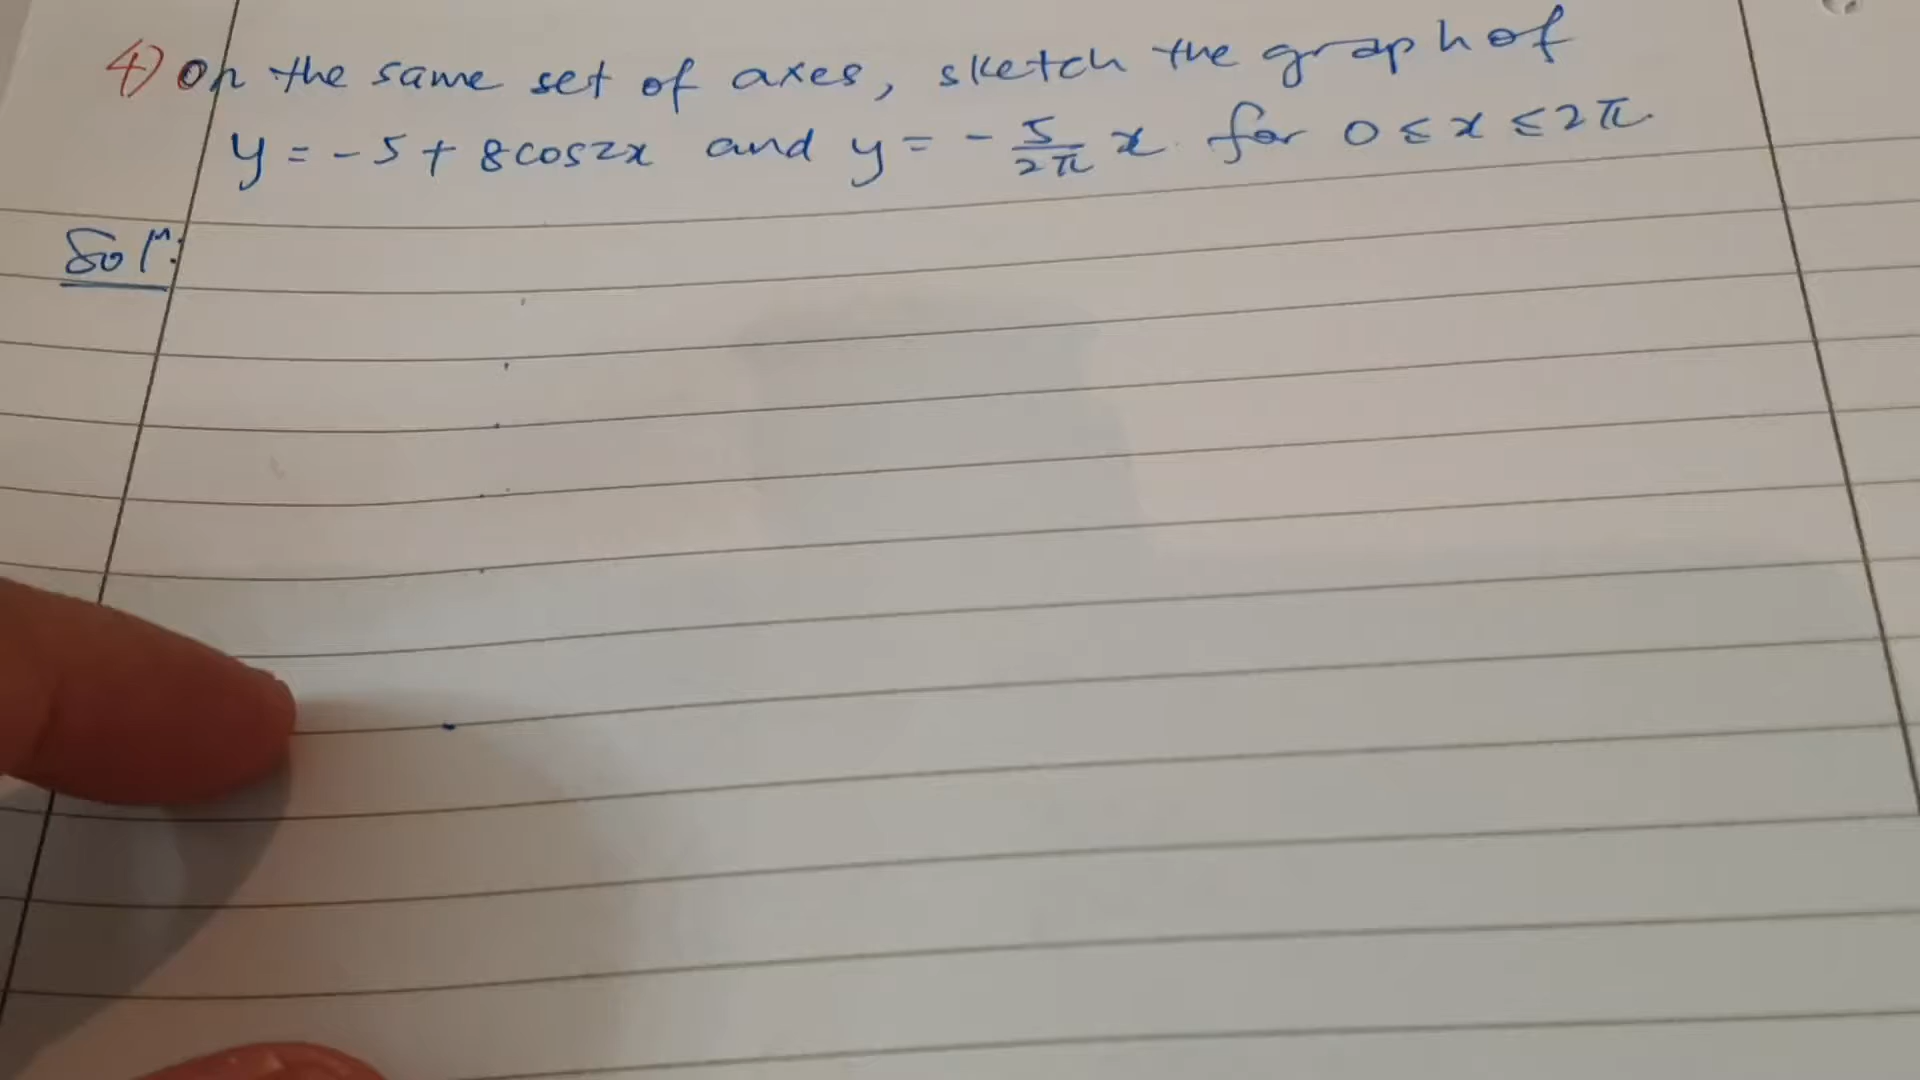 4) On the same set of axes, sketch the graph of
y = -5 + 8cos2x and y = - 5/2π x for 0 ≤ x ≤ 2π.
Solⁿ: